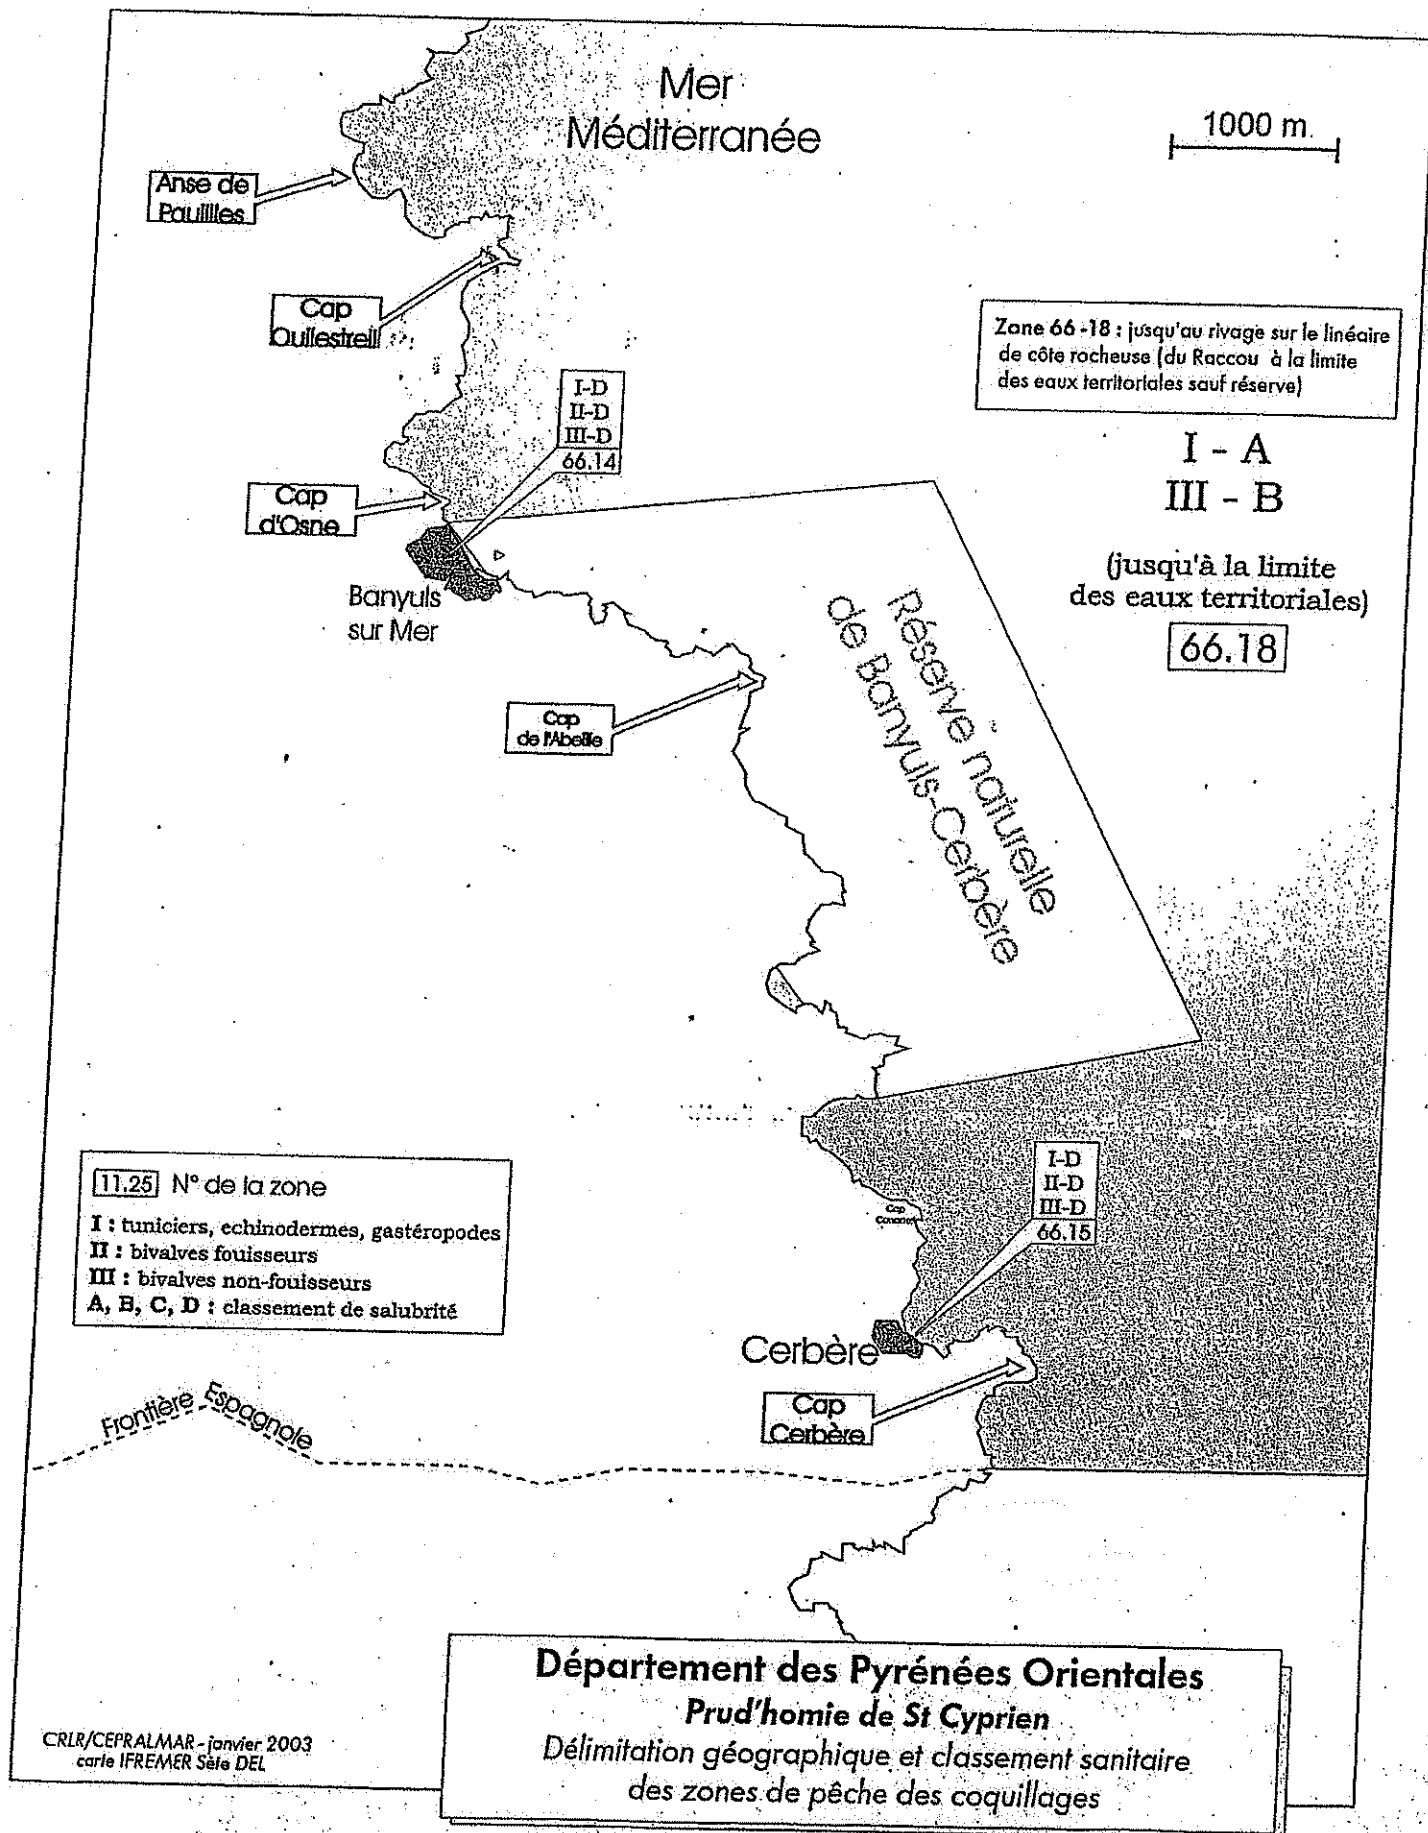 Mer
Méditerranée
1000 m
Anse de
Paulilles
Cap
Oullestreil
Zone 66-18 : jusqu'au rivage sur le linéaire
de côte rocheuse (du Raccou à la limite
des eaux territoriales sauf réserve)
I-D
II-D
III-D
66.14
I - A
III - B
(jusqu'à la limite
des eaux territoriales)
66.18
Cap
d'Osne
Banyuls
sur Mer
Cap
de l'Abeille
Réserve naturelle
de Banyuls-Cerbère
11.25 N° de la zone
I : tuniciers, echinodermes, gastéropodes
II : bivalves fouisseurs
III : bivalves non-fouisseurs
A, B, C, D : classement de salubrité
I-D
II-D
III-D
66.15
Cap
Cerbère
Cap
Cerbère
Frontière Espagnole
Département des Pyrénées Orientales
Prud'homie de St Cyprien
Délimitation géographique et classement sanitaire
des zones de pêche des coquillages
CRLR/CEPRALMAR - janvier 2003
carte IFREMER Sète DEL